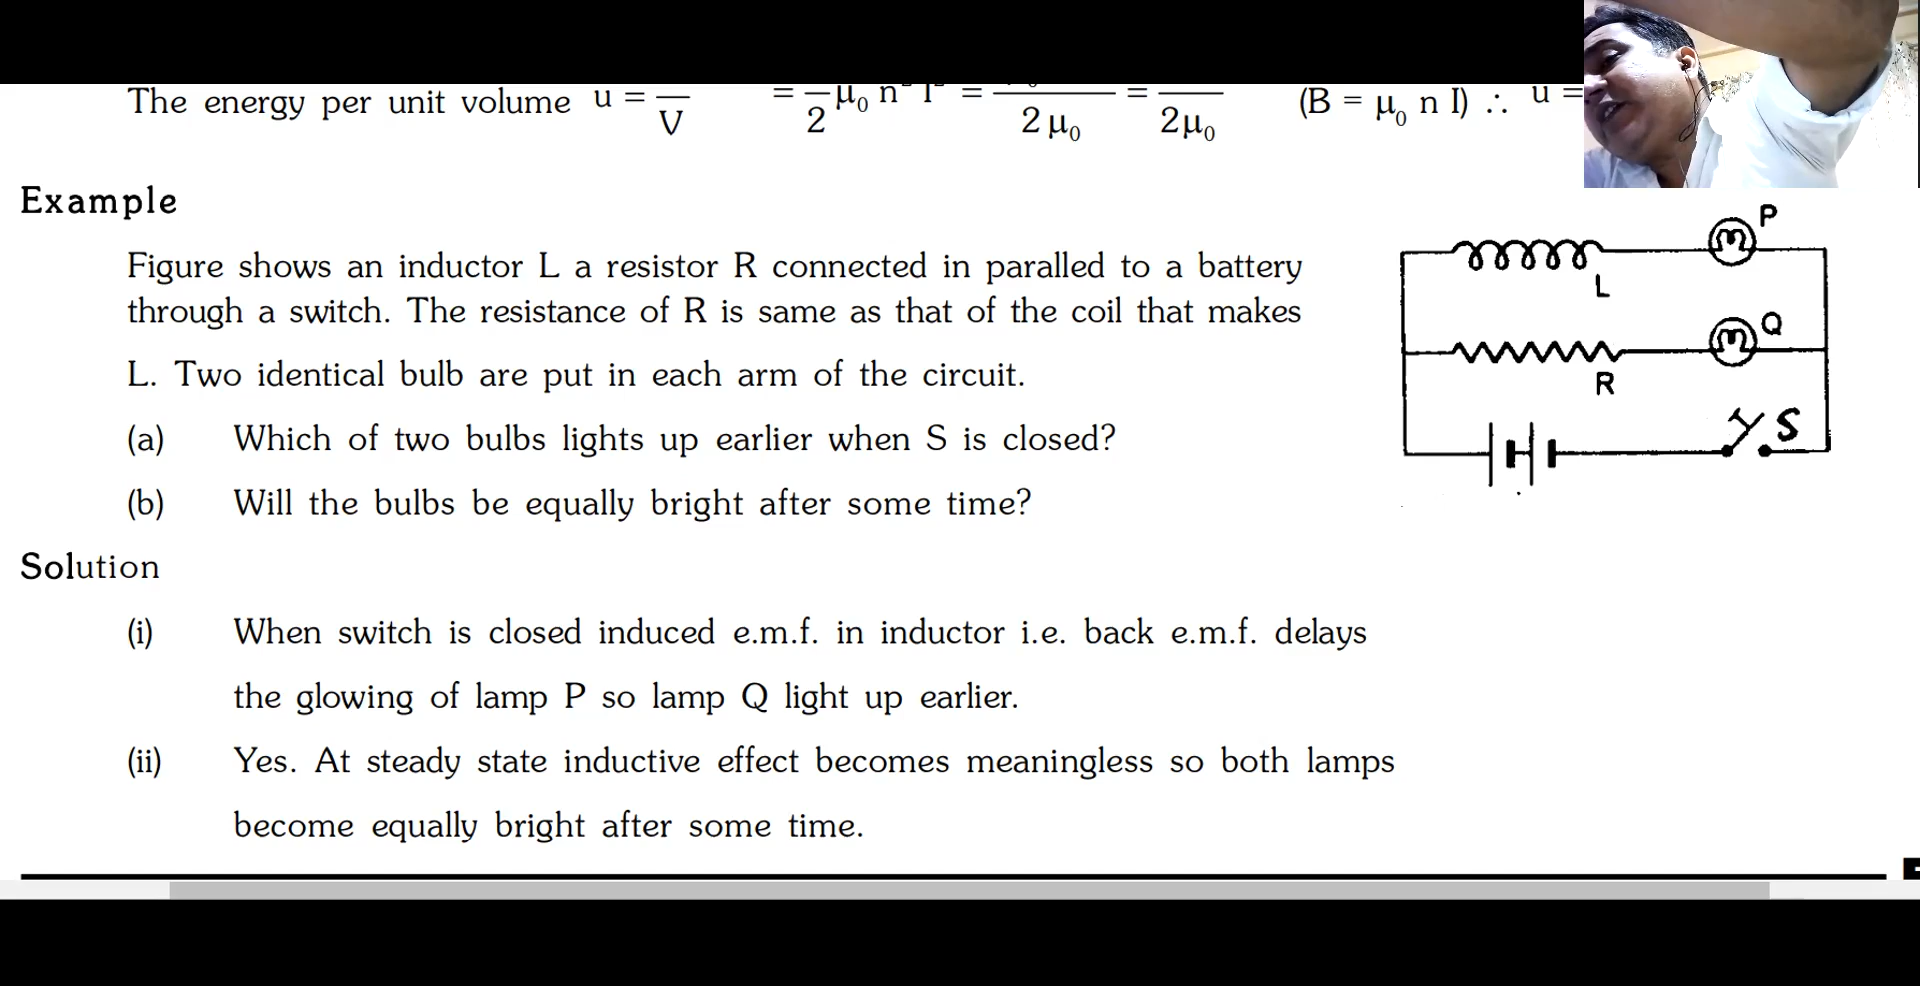 The energy per unit volume u = / V = / 2 μ₀ n² I² = / 2 μ₀ = / 2μ₀ (B = μ₀ n I) ∴ u =
Example
P
Figure shows an inductor L a resistor R connected in paralled to a battery
L
through a switch. The resistance of R is same as that of the coil that makes
Q
L. Two identical bulb are put in each arm of the circuit.
R
(a) Which of two bulbs lights up earlier when S is closed?
S
(b) Will the bulbs be equally bright after some time?
Solution
(i) When switch is closed induced e.m.f. in inductor i.e. back e.m.f. delays
the glowing of lamp P so lamp Q light up earlier.
(ii) Yes. At steady state inductive effect becomes meaningless so both lamps
become equally bright after some time.